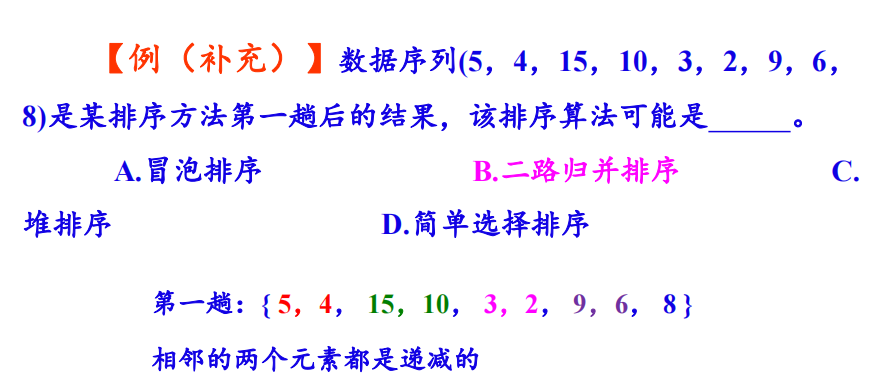 【例（补充）】数据序列(5，4，15，10，3，2，9，6，
8)是某排序方法第一趟后的结果，该排序算法可能是_____。
A.冒泡排序 B.二路归并排序 C.
堆排序 D.简单选择排序
第一趟：{ 5，4， 15，10， 3，2， 9，6， 8 }
相邻的两个元素都是递减的